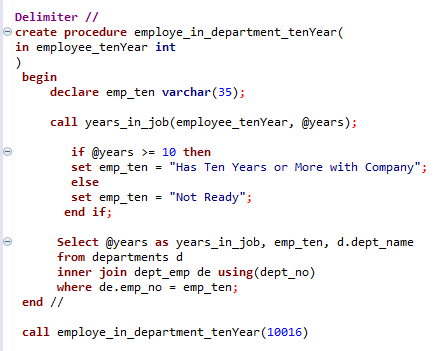 Delimiter //
create procedure employe_in_department_tenYear(
in employee_tenYear int
)
begin
declare emp_ten varchar(35);
call years_in_job(employee_tenYear, @years);
if @years >= 10 then
set emp_ten = "Has Ten Years or More with Company";
else
set emp_ten = "Not Ready";
end if;
Select @years as years_in_job, emp_ten, d.dept_name
from departments d
inner join dept_emp de using(dept_no)
where de.emp_no = emp_ten;
end //
call employe_in_department_tenYear(10016)